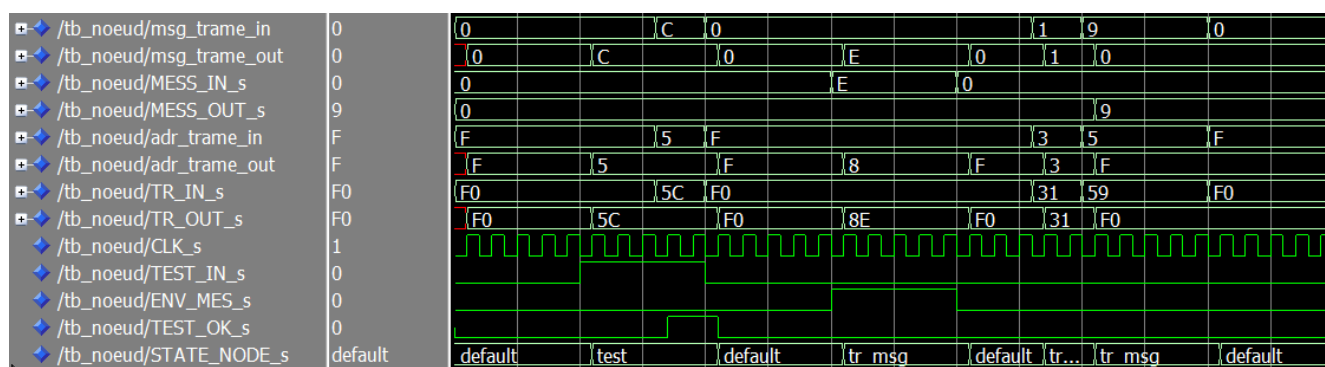 /tb_noeud/msg_trame_in 0 0 C 0 1 9 0
/tb_noeud/msg_trame_out 0 0 C 0 E 0 1 0
/tb_noeud/MESS_IN_s 0 0 E 0
/tb_noeud/MESS_OUT_s 9 0 9
/tb_noeud/adr_trame_in F F 5 F 3 5 F
/tb_noeud/adr_trame_out F F 5 F 8 F 3 F
/tb_noeud/TR_IN_s F0 F0 5C F0 31 59 F0
/tb_noeud/TR_OUT_s F0 F0 5C F0 8E F0 31 F0
/tb_noeud/CLK_s 1
/tb_noeud/TEST_IN_s 0
/tb_noeud/ENV_MES_s 0
/tb_noeud/TEST_OK_s 0
/tb_noeud/STATE_NODE_s default default test default tr_msg default tr... tr_msg default